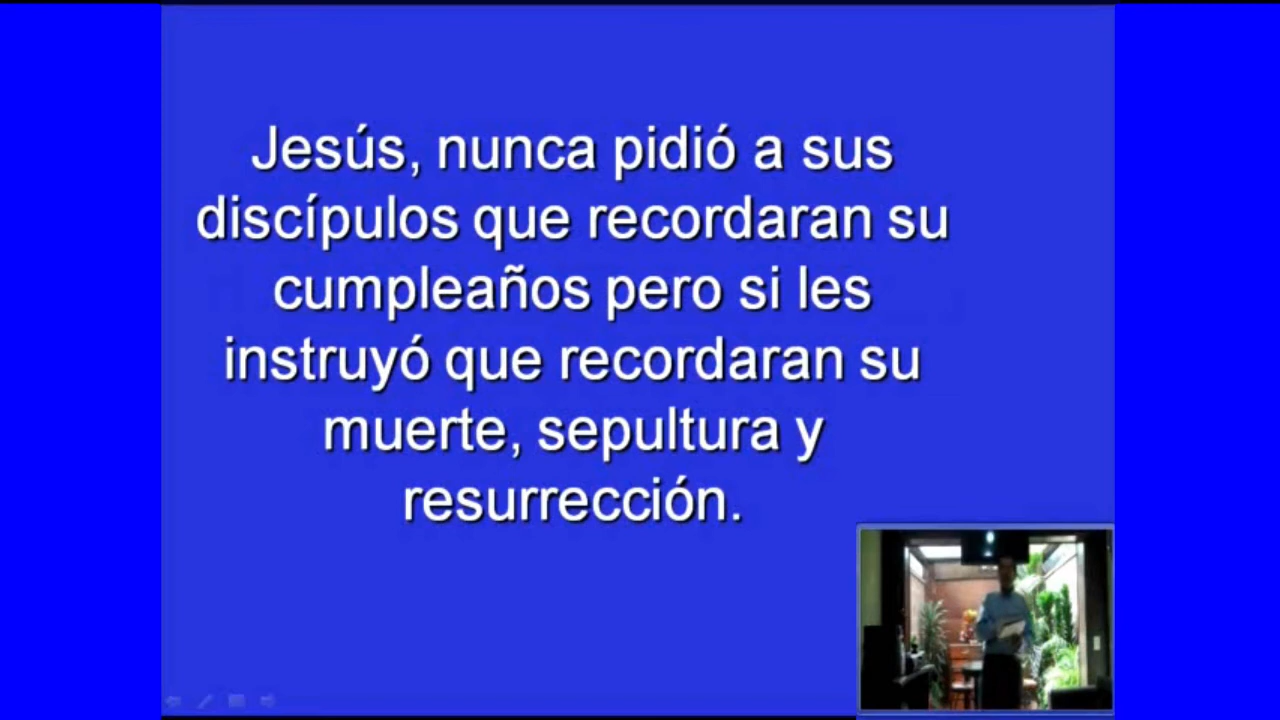 Jesús, nunca pidió a sus
discípulos que recordaran su
cumpleaños pero si les
instruyó que recordaran su
muerte, sepultura y
resurrección.